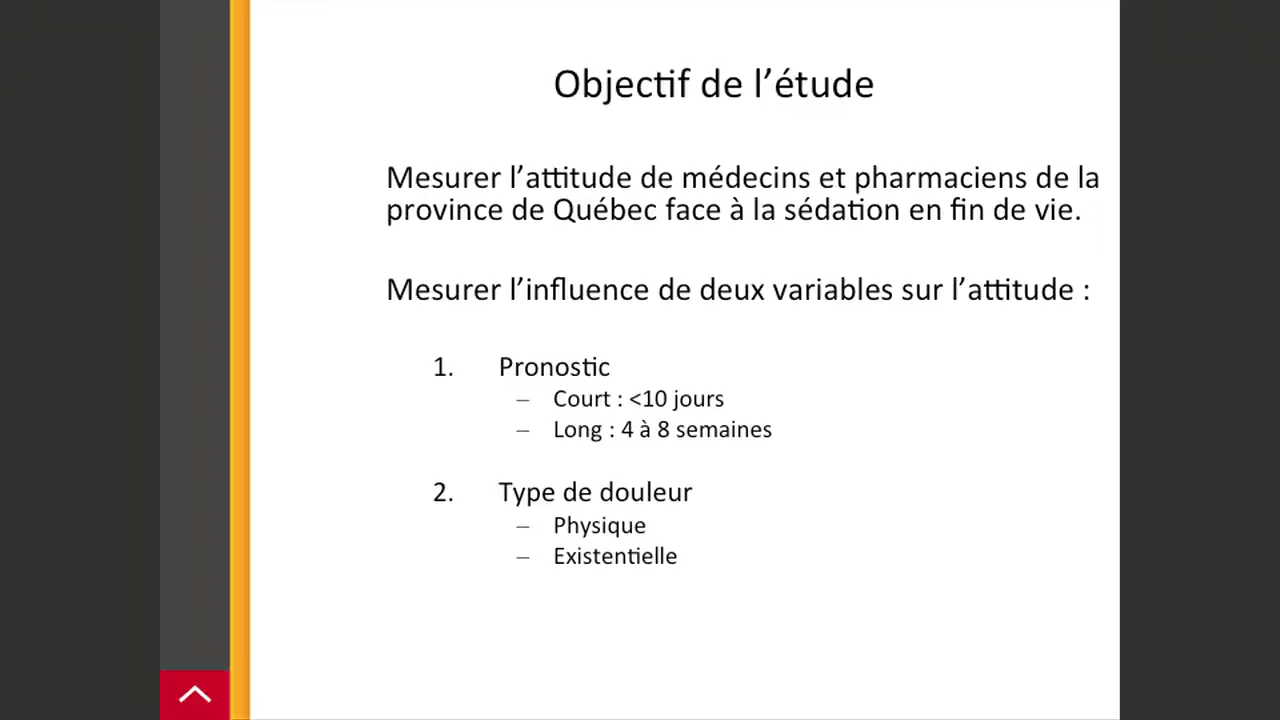 Objectif de l’étude
Mesurer l’attitude de médecins et pharmaciens de la
province de Québec face à la sédation en fin de vie.
Mesurer l’influence de deux variables sur l’attitude :
1. Pronostic
– Court : <10 jours
– Long : 4 à 8 semaines
2. Type de douleur
– Physique
– Existentielle